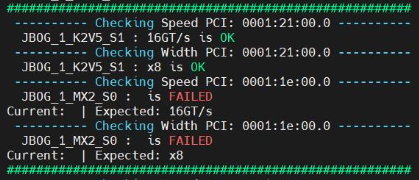 ##################################################
---------- Checking Speed PCI: 0001:21:00.0 ----------
JBOG_1_K2V5_S1 : 16GT/s is OK
---------- Checking Width PCI: 0001:21:00.0 ----------
JBOG_1_K2V5_S1 : x8 is OK
---------- Checking Speed PCI: 0001:1e:00.0 ----------
JBOG_1_MX2_S0 :  is FAILED
Current:  | Expected: 16GT/s
---------- Checking Width PCI: 0001:1e:00.0 ----------
JBOG_1_MX2_S0 :  is FAILED
Current:  | Expected: x8
##################################################